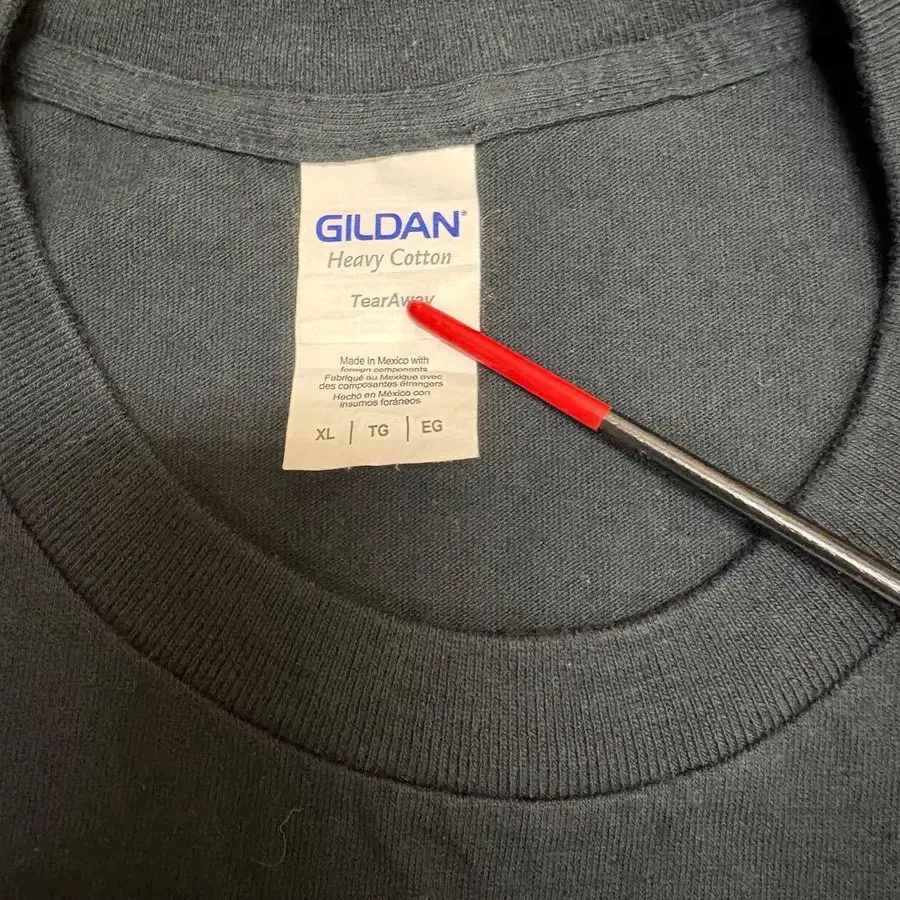 GILDAN®
Heavy Cotton
TearAway
Made in Mexico with
foreign components
Fabriqué au Mexique avec
des composantes étrangers
Hecho en México con
insumos foráneos
XL | TG | EG